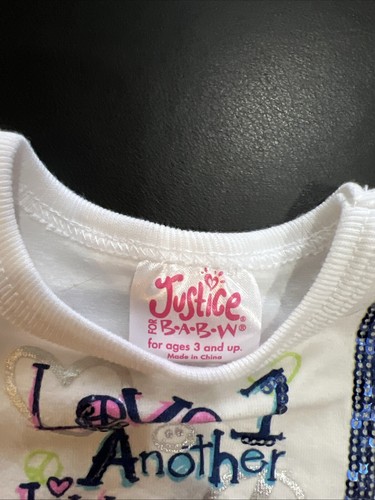 Justice
FOR B•A•B•W®
for ages 3 and up.
Made in China
Love 1
Another